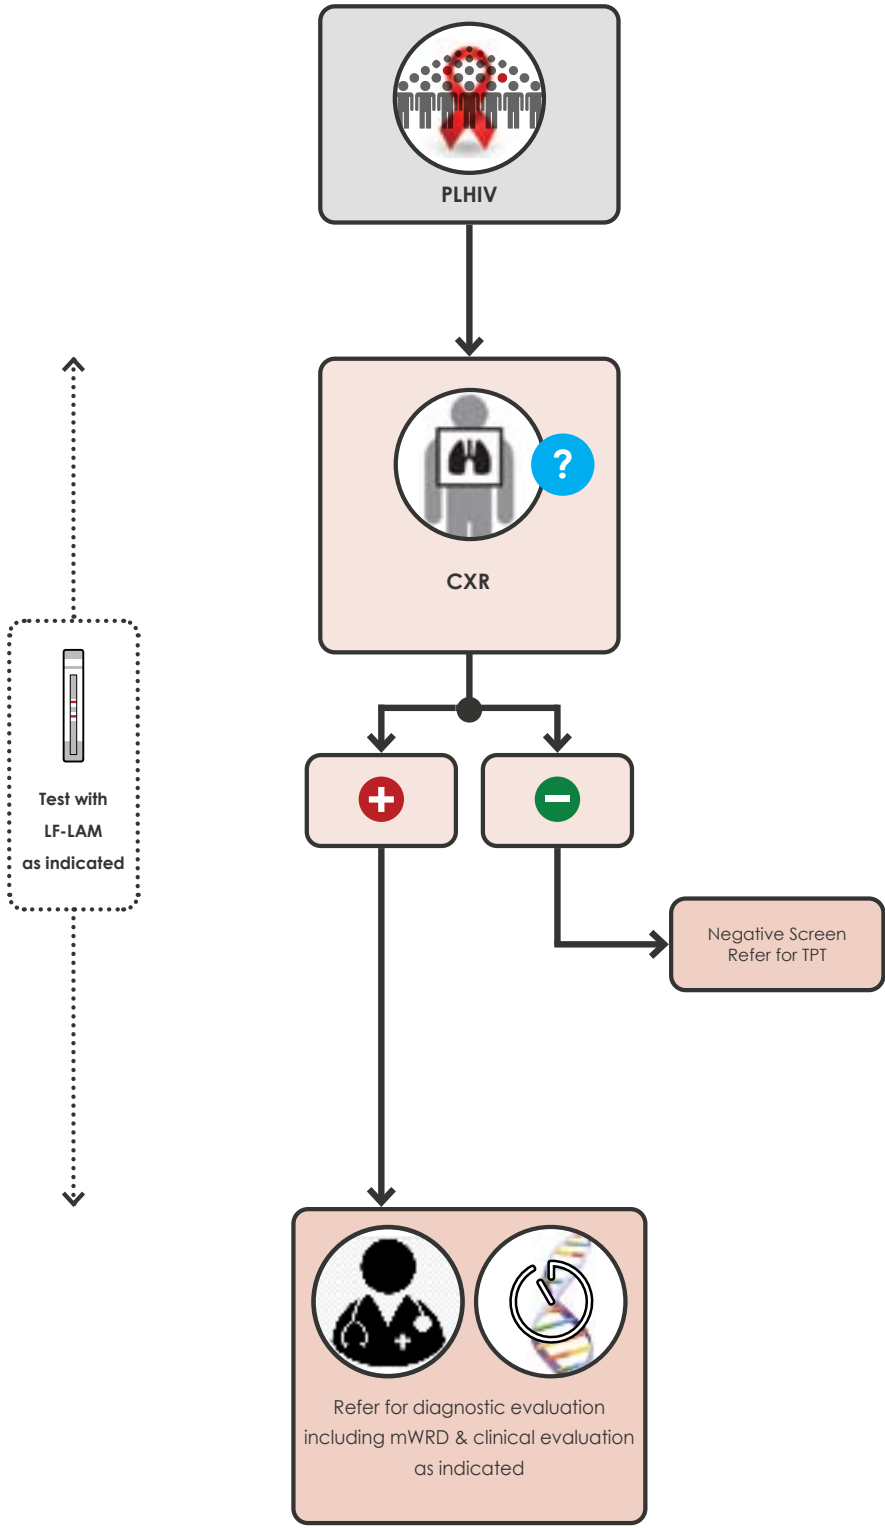 PLHIV
?
CXR
Test with
LF-LAM
as indicated
Negative Screen
Refer for TPT
Refer for diagnostic evaluation
including mWRD & clinical evaluation
as indicated